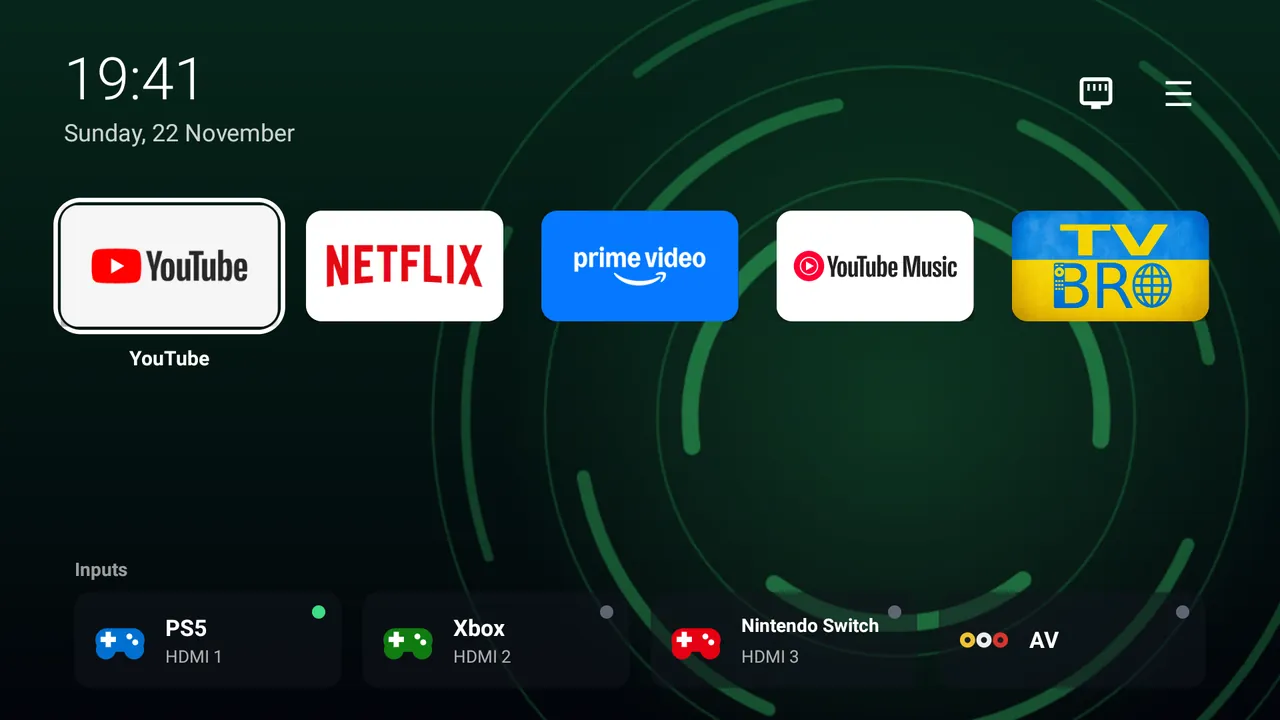 19:41
Sunday, 22 November
YouTube
NETFLIX
prime video
YouTube Music
TV
BRO
YouTube
Inputs
PS5
HDMI 1
Xbox
HDMI 2
Nintendo Switch
HDMI 3
AV